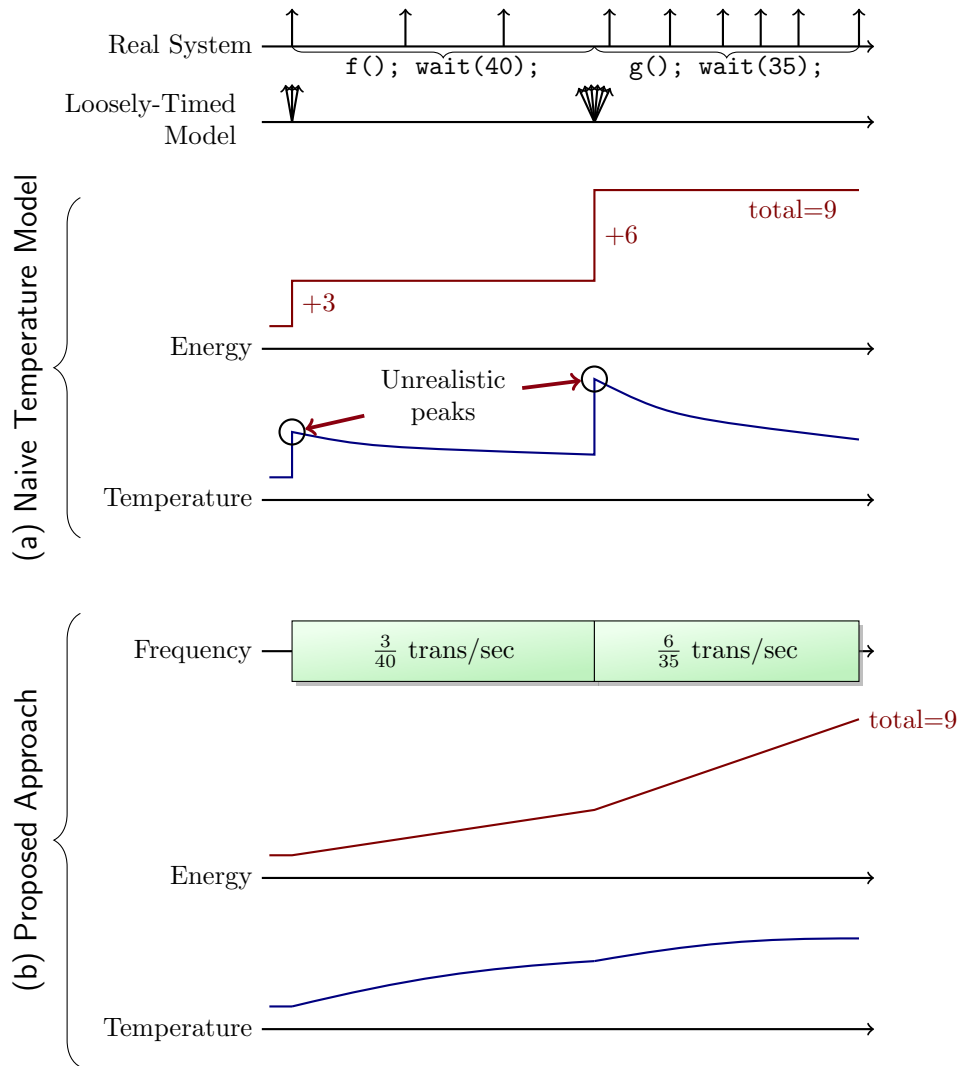 Real System
f(); wait(40);
g(); wait(35);
Loosely-Timed
Model
(a) Naive Temperature Model
total=9
+6
+3
Energy
Unrealistic
peaks
Temperature
(b) Proposed Approach
Frequency
3/40 trans/sec
6/35 trans/sec
total=9
Energy
Temperature